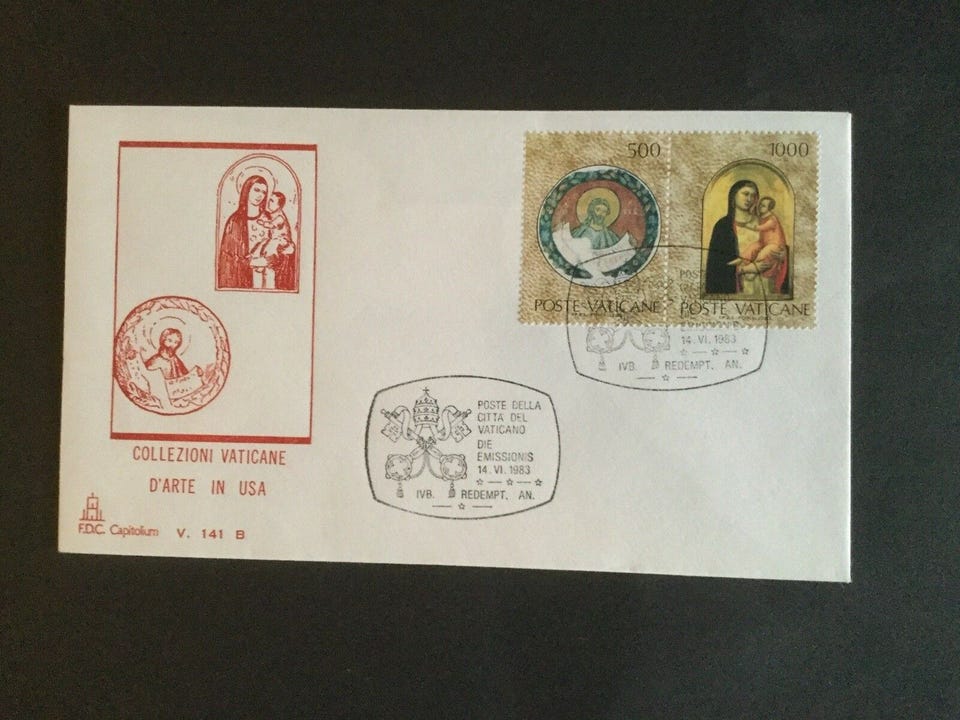 500
1000
POSTE VATICANE
POSTE VATICANE
14.VI.1983
IVB. REDEMPT. AN.
COLLEZIONI VATICANE
D'ARTE IN USA
F.D.C. Capitolium
V. 141 B
POSTE DELLA
CITTÀ DEL
VATICANO
DIE
EMISSIONIS
14.VI.1983
IVB. REDEMPT. AN.